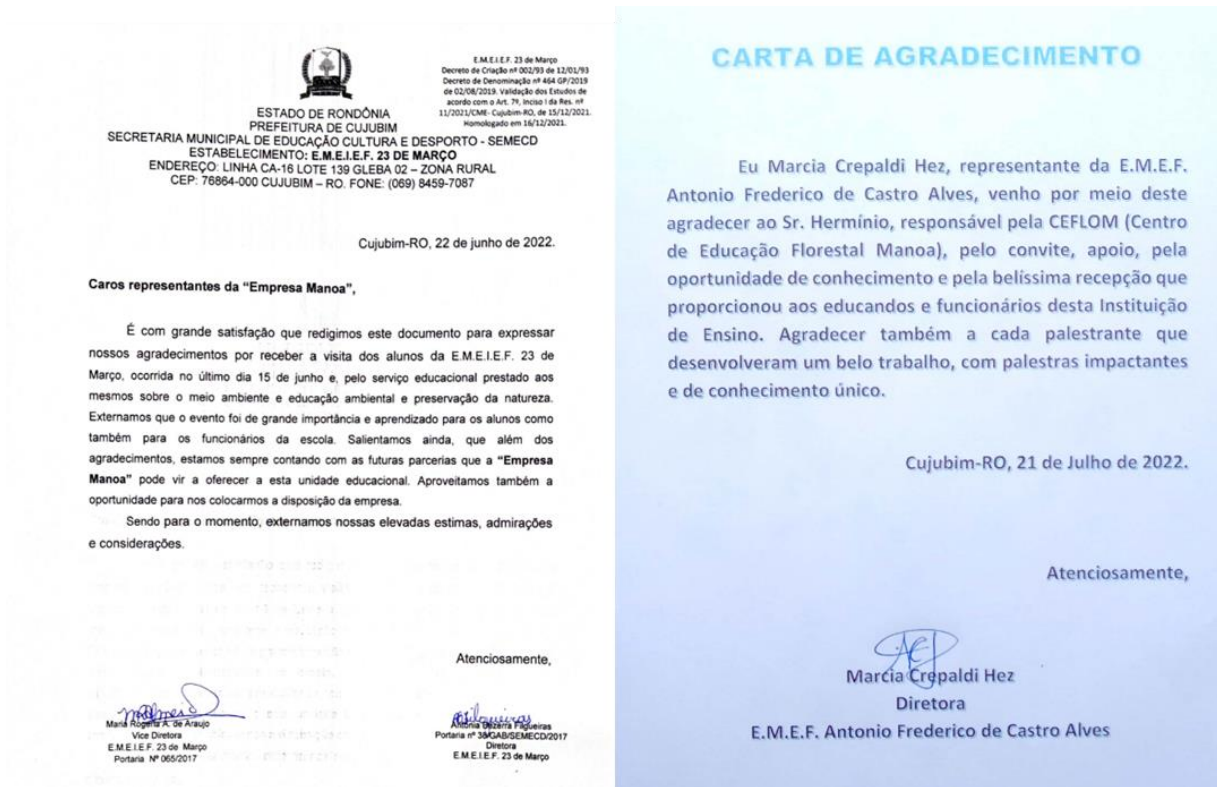 E.M.E.I.E.F. 23 de Março
Decreto de Criação nº 002/93 de 12/01/93
Decreto de Denominação nº 464 GP/2019
de 02/08/2019. Validação dos Estudos de
acordo com o Art. 7º, Inciso I da Res. nº
11/2021/CME- Cujubim-RO, de 15/12/2021.
Homologado em 16/12/2021.
ESTADO DE RONDÔNIA
PREFEITURA DE CUJUBIM
SECRETARIA MUNICIPAL DE EDUCAÇÃO CULTURA E DESPORTO - SEMECD
ESTABELECIMENTO: E.M.E.I.E.F. 23 DE MARÇO
ENDEREÇO: LINHA CA-16 LOTE 139 GLEBA 02 – ZONA RURAL
CEP: 76864-000 CUJUBIM – RO. FONE: (069) 8459-7087
Cujubim-RO, 22 de junho de 2022.
Caros representantes da “Empresa Manoa”,
É com grande satisfação que redigimos este documento para expressar
nossos agradecimentos por receber a visita dos alunos da E.M.E.I.E.F. 23 de
Março, ocorrida no último dia 15 de junho e, pelo serviço educacional prestado aos
mesmos sobre o meio ambiente e educação ambiental e preservação da natureza.
Externamos que o evento foi de grande importância e aprendizado para os alunos como
também para os funcionários da escola. Salientamos ainda, que além dos
agradecimentos, estamos sempre contando com as futuras parcerias que a “Empresa
Manoa” pode vir a oferecer a esta unidade educacional. Aproveitamos também a
oportunidade para nos colocarmos a disposição da empresa.
Sendo para o momento, externamos nossas elevadas estimas, admirações
e considerações.
Atenciosamente,
Maria Rogeria A. de Araujo
Vice Diretora
E.M.E.I.E.F. 23 de Março
Portaria Nº 065/2017
Antonia Bezerra Fagueiras
Portaria nº 38/GAB/SEMECD/2017
Diretora
E.M.E.I.E.F. 23 de Março
CARTA DE AGRADECIMENTO
Eu Marcia Crepaldi Hez, representante da E.M.E.F.
Antonio Frederico de Castro Alves, venho por meio deste
agradecer ao Sr. Hermínio, responsável pela CEFLOM (Centro
de Educação Florestal Manoa), pelo convite, apoio, pela
oportunidade de conhecimento e pela belíssima recepção que
proporcionou aos educandos e funcionários desta Instituição
de Ensino. Agradecer também a cada palestrante que
desenvolveram um belo trabalho, com palestras impactantes
e de conhecimento único.
Cujubim-RO, 21 de Julho de 2022.
Atenciosamente,
Marcia Crepaldi Hez
Diretora
E.M.E.F. Antonio Frederico de Castro Alves